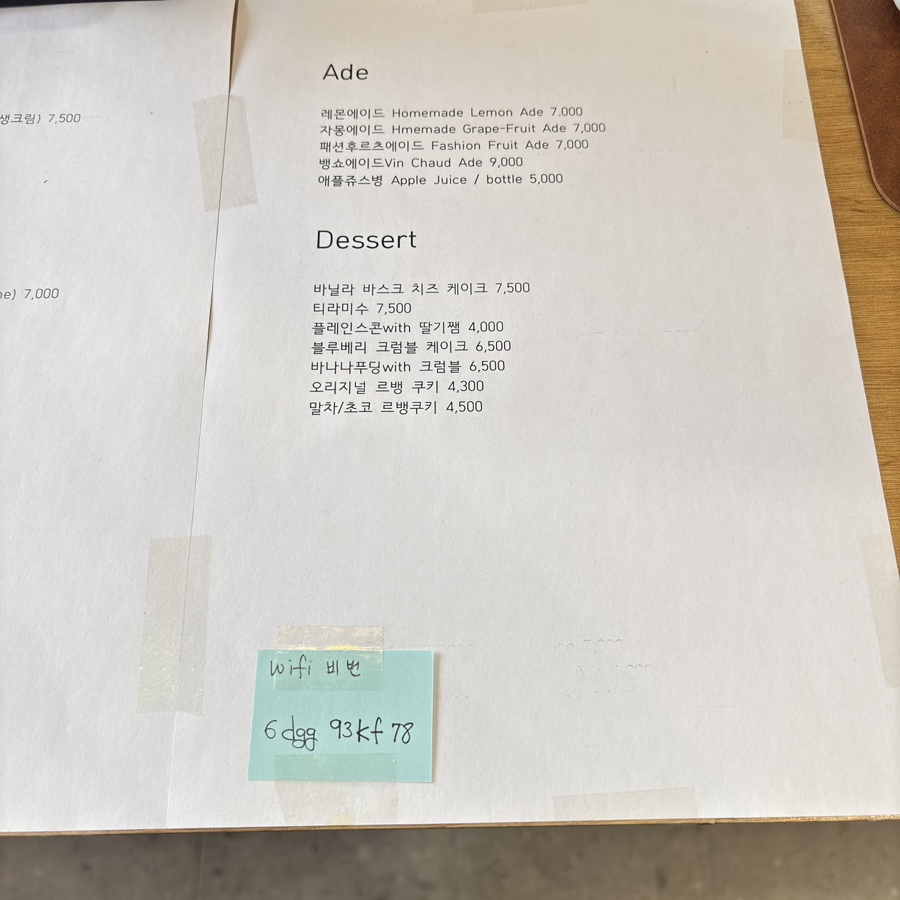 생크림) 7,500
ne) 7,000
Ade
레몬에이드 Homemade Lemon Ade 7.000
자몽에이드 Hmemade Grape-Fruit Ade 7,000
패션후르츠에이드 Fashion Fruit Ade 7,000
뱅쇼에이드Vin Chaud Ade 9,000
애플쥬스병 Apple Juice / bottle 5,000
Dessert
바닐라 바스크 치즈 케이크 7,500
티라미수 7,500
플레인스콘with 딸기쨈 4,000
블루베리 크럼블 케이크 6,500
바나나푸딩with 크럼블 6,500
오리지널 르뱅 쿠키 4,300
말차/초코 르뱅쿠키 4,500
wifi 비번
6dgg 93kf 78